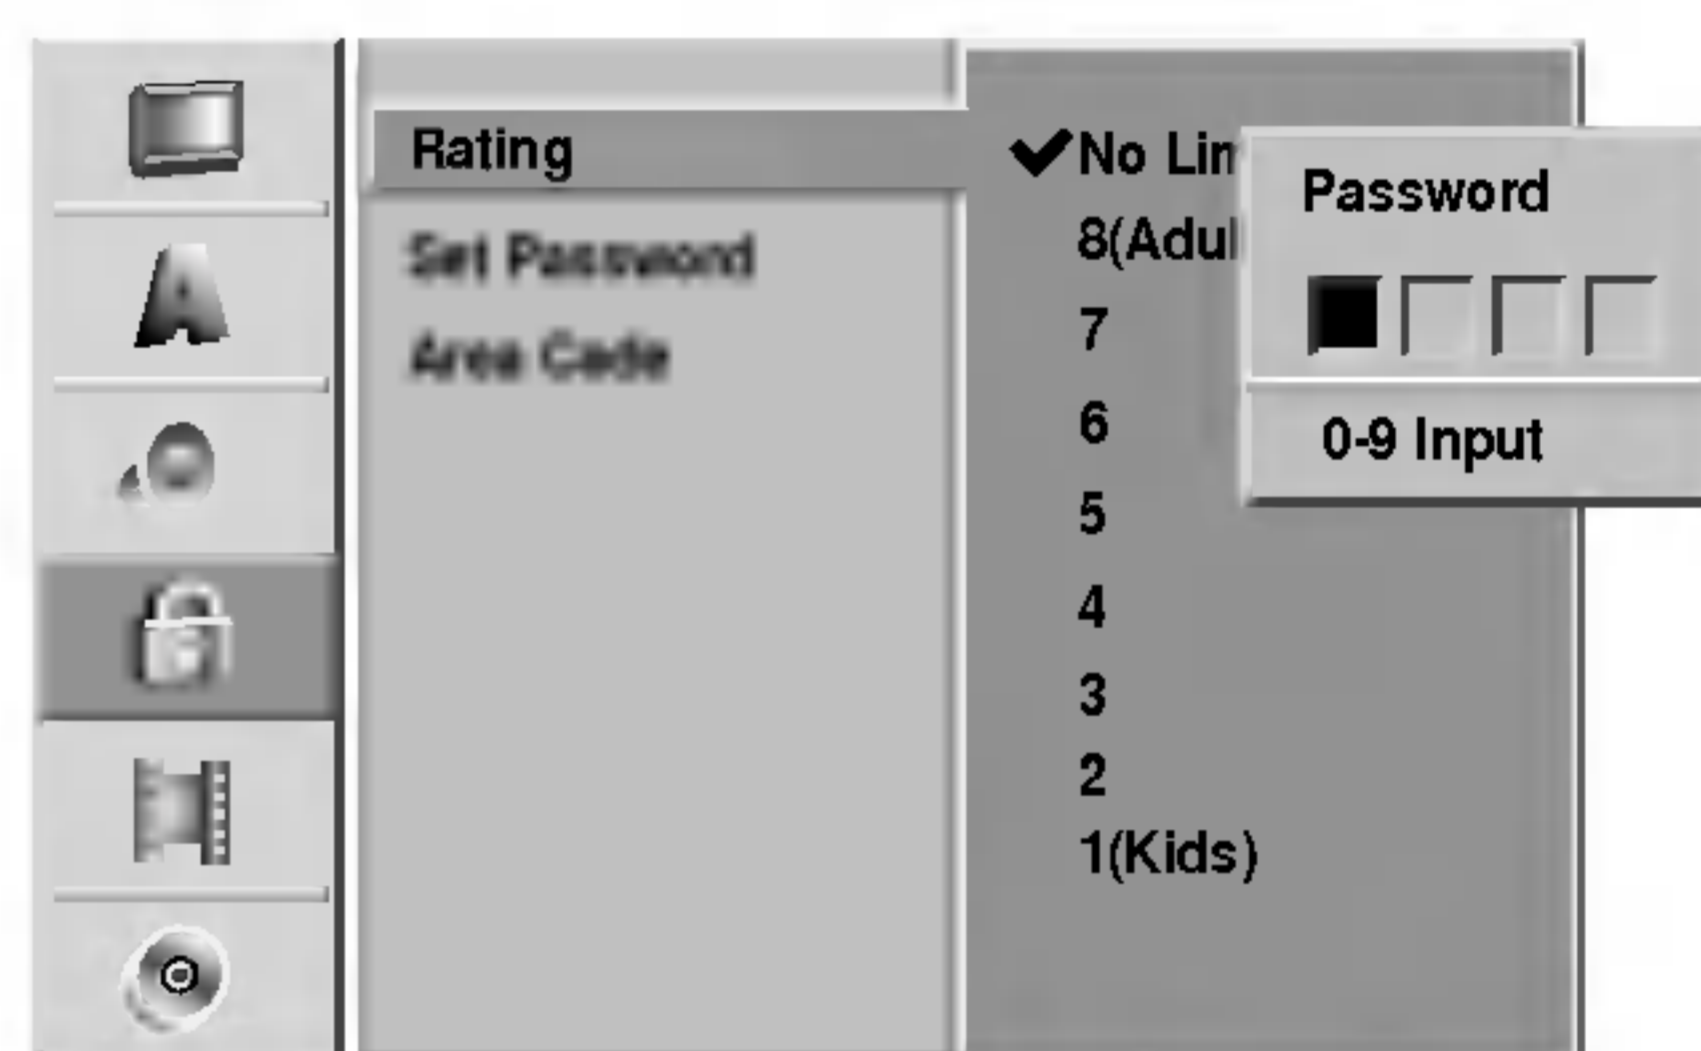 Rating
Set Password
Area Code
No Lim
8(Adul
7
6
5
4
3
2
1(Kids)
Password
0-9 Input